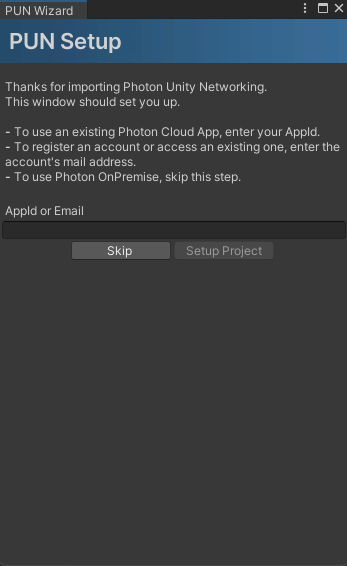 PUN Wizard
PUN Setup
Thanks for importing Photon Unity Networking.
This window should set you up.
- To use an existing Photon Cloud App, enter your AppId.
- To register an account or access an existing one, enter the
account's mail address.
- To use Photon OnPremise, skip this step.
AppId or Email
Skip
Setup Project